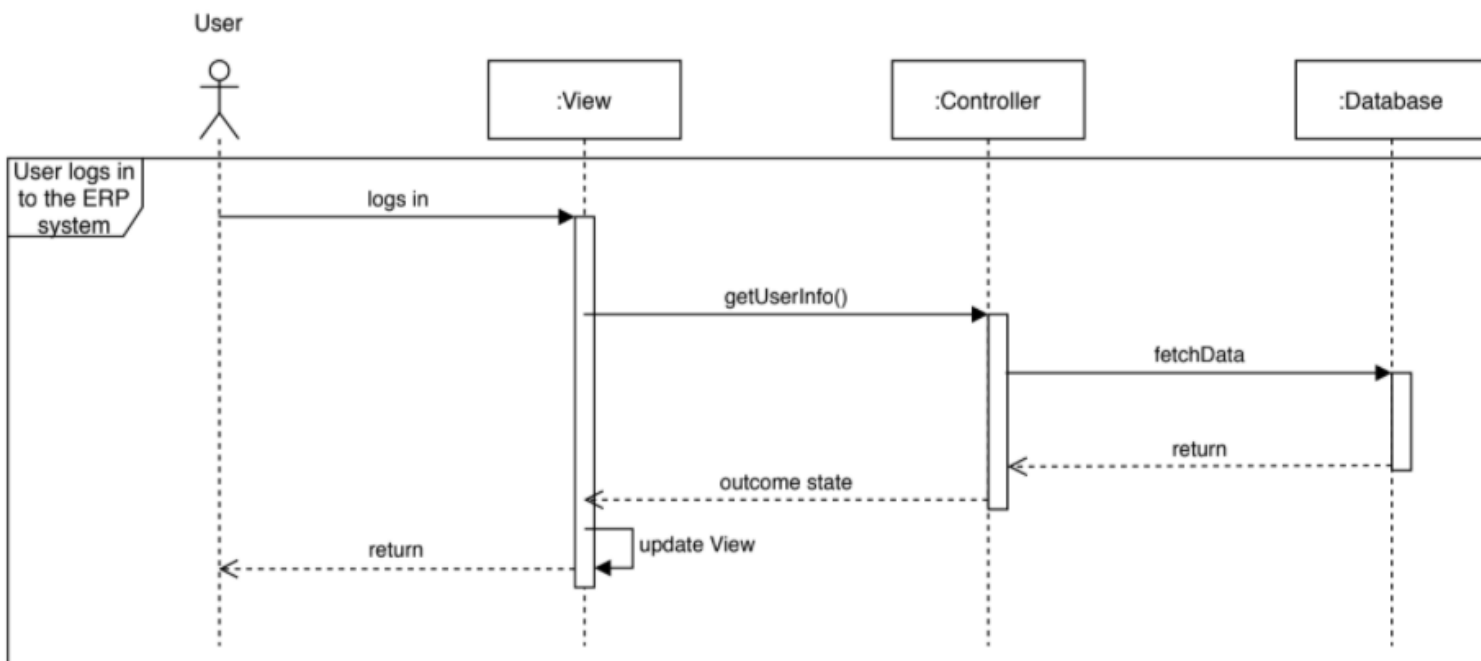 User
:View
:Controller
:Database
User logs in
to the ERP
system
logs in
getUserInfo()
fetchData
return
outcome state
update View
return